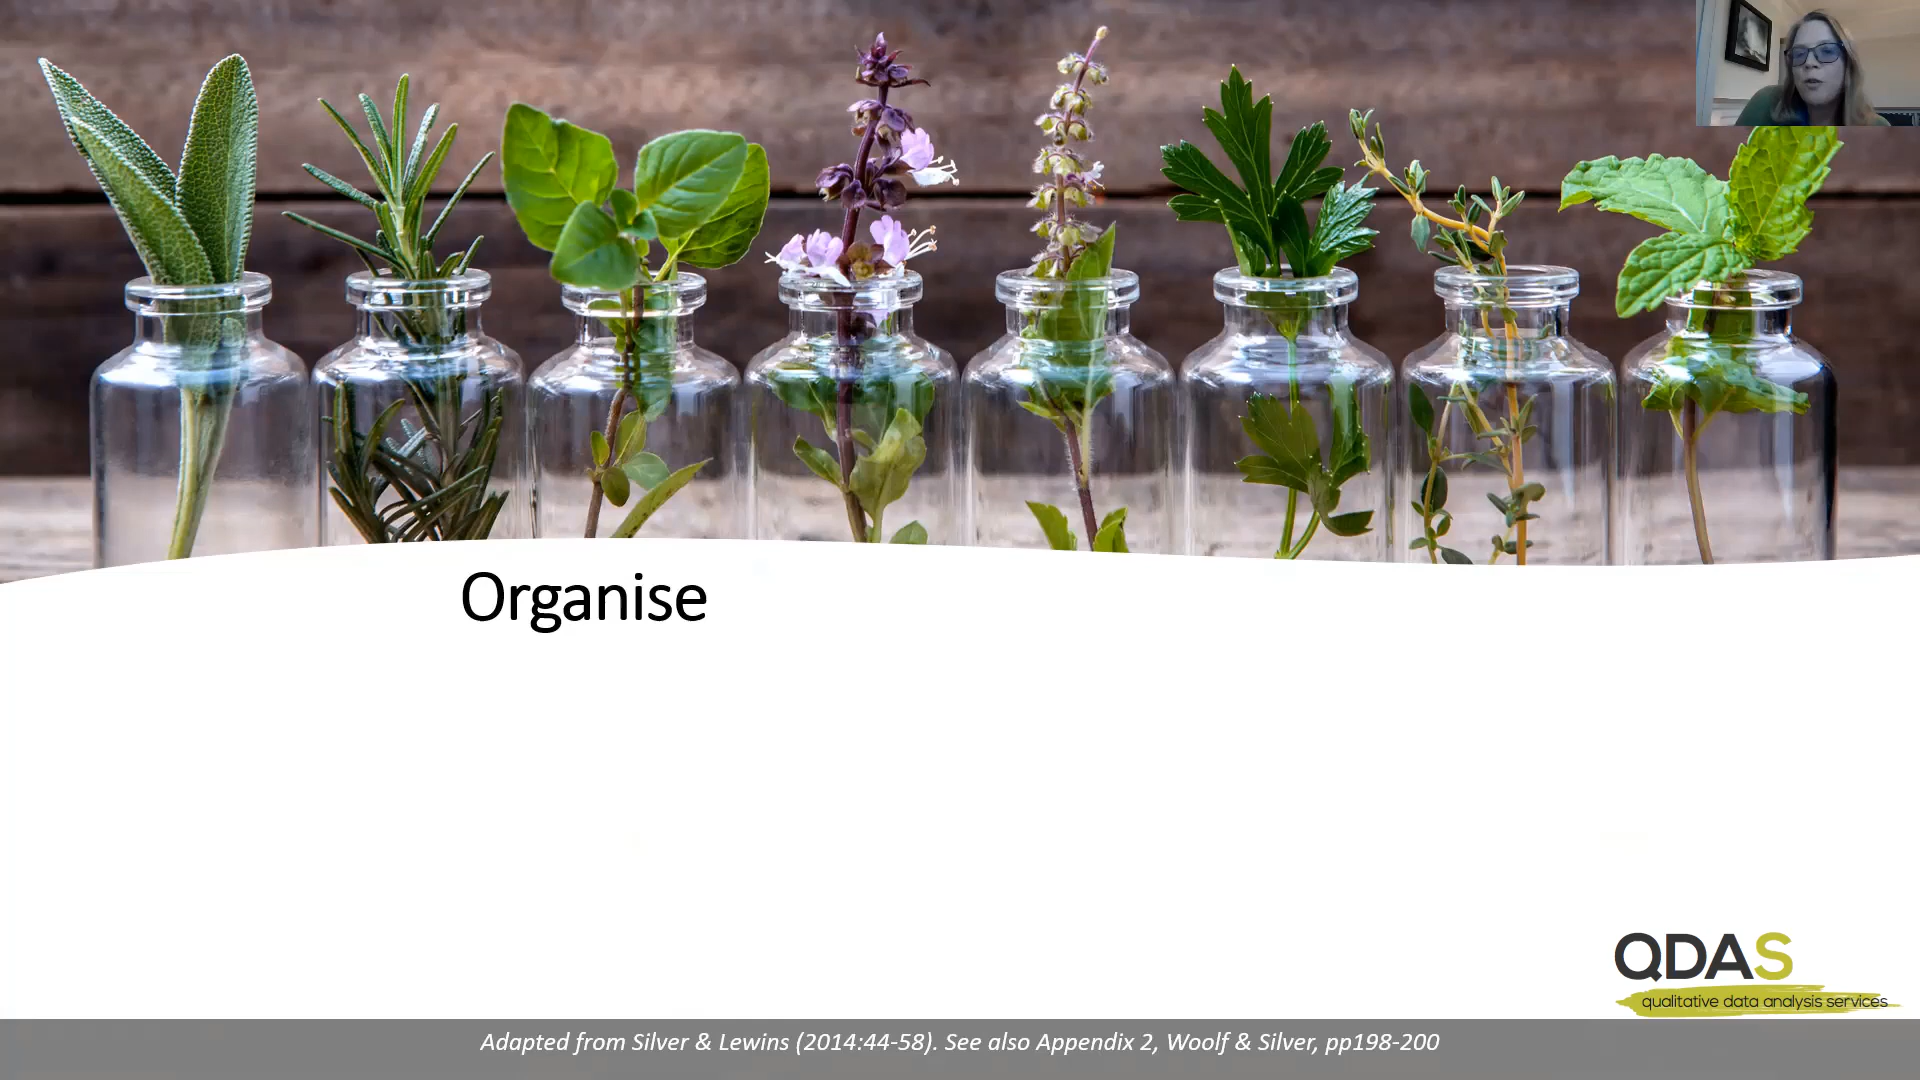 Organise
QDAS
qualitative data analysis services
Adapted from Silver & Lewins (2014:44-58). See also Appendix 2, Woolf & Silver, pp198-200